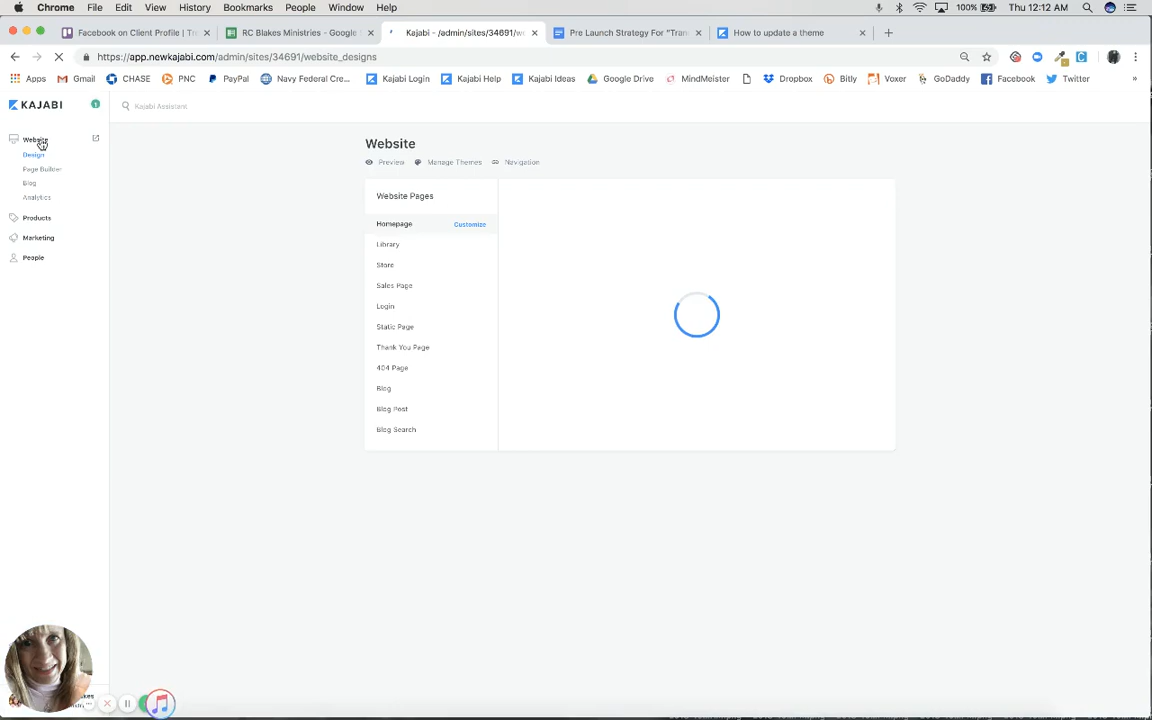 Chrome File Edit View History Bookmarks People Window Help 100% Thu 12:12 AM
Facebook on Client Profile | Tr
RC Blakes Ministries - Google
Kajabi - /admin/sites/34691/w
Pre Launch Strategy For "Tran
How to update a theme
https://app.newkajabi.com/admin/sites/34691/website_designs
Apps Gmail CHASE PNC PayPal Navy Federal Cre... Kajabi Login Kajabi Help Kajabi Ideas Google Drive MindMeister Dropbox Bitly Voxer GoDaddy Facebook Twitter »
KAJABI 1
Kajabi Assistant
Website
Design
Page Builder
Blog
Analytics
Products
Marketing
People
Website
Preview Manage Themes Navigation
Website Pages
Homepage Customize
Library
Store
Sales Page
Login
Static Page
Thank You Page
404 Page
Blog
Blog Post
Blog Search